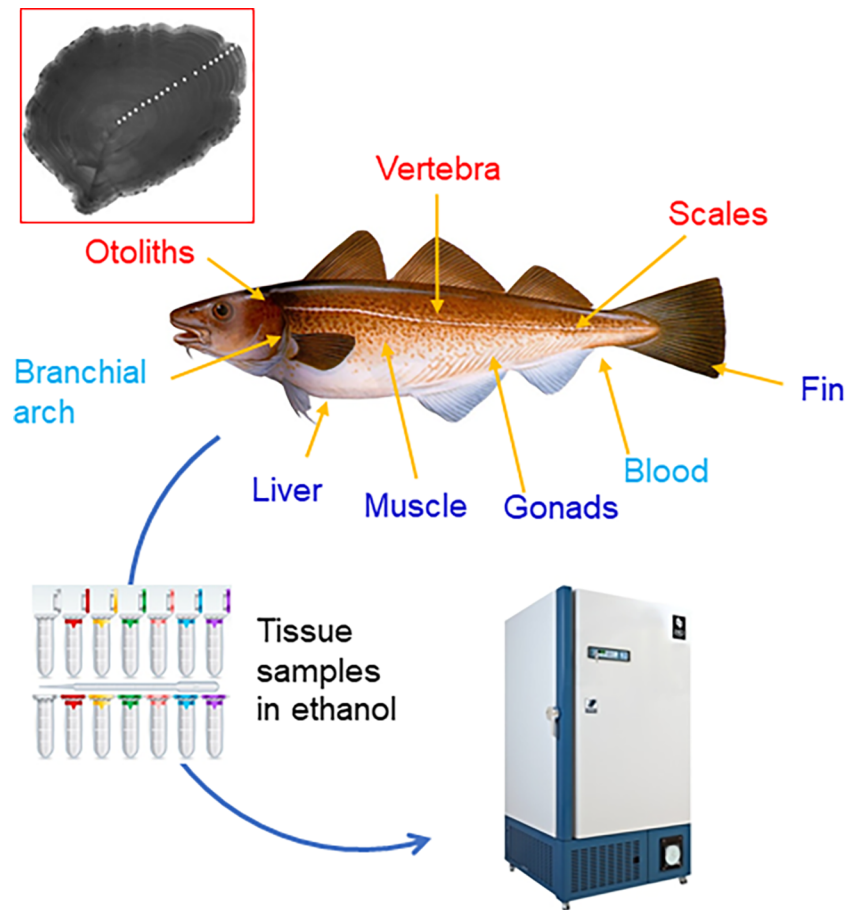 Vertebra
Scales
Otoliths
Branchial
arch
Fin
Liver
Muscle
Gonads
Blood
Tissue
samples
in ethanol